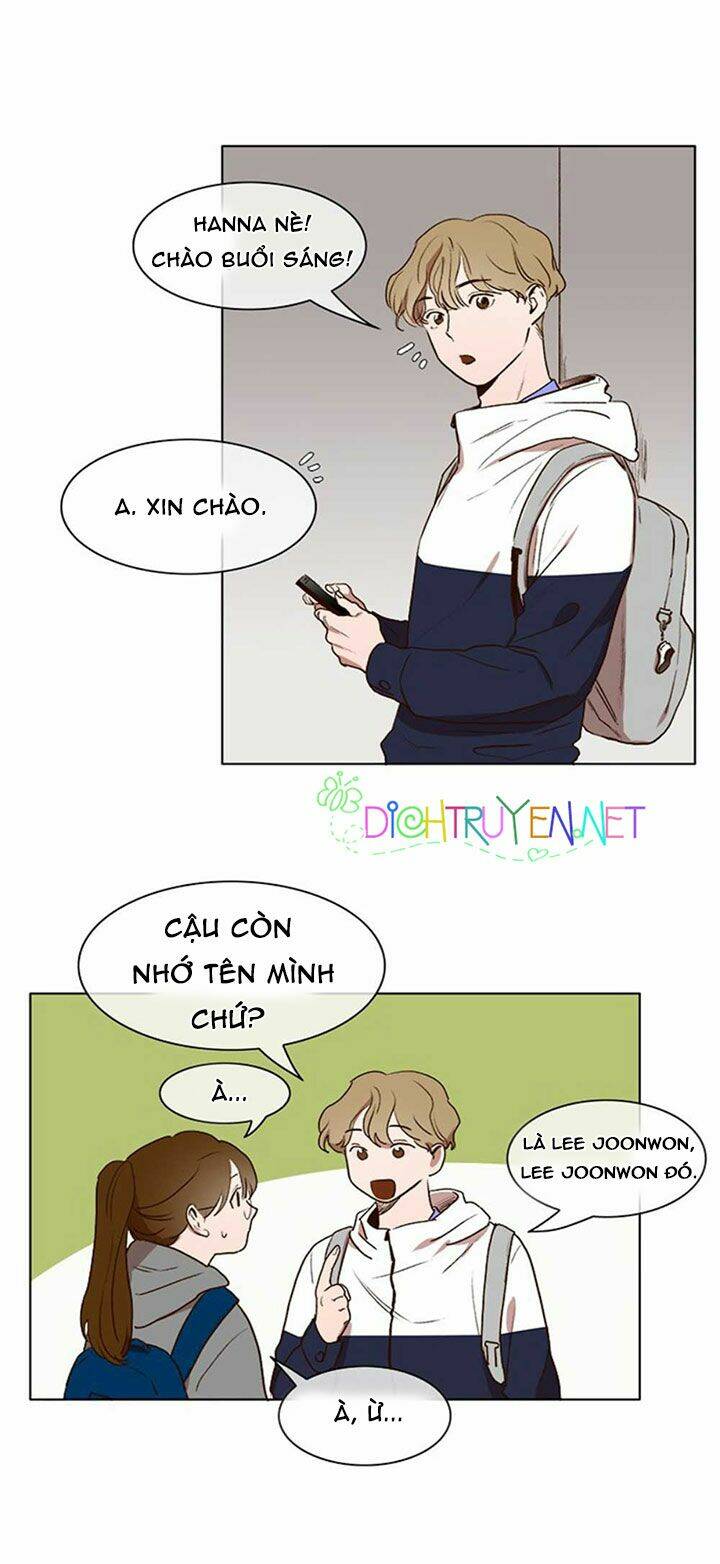 HANNA NÈ!
CHÀO BUỔI SÁNG!
A. XIN CHÀO.
DICHTRUYEN.NET
CẬU CÒN
NHỚ TÊN MÌNH
CHỨ?
À...
LÀ LEE JOONWON,
LEE JOONWON ĐÓ.
À, Ừ...